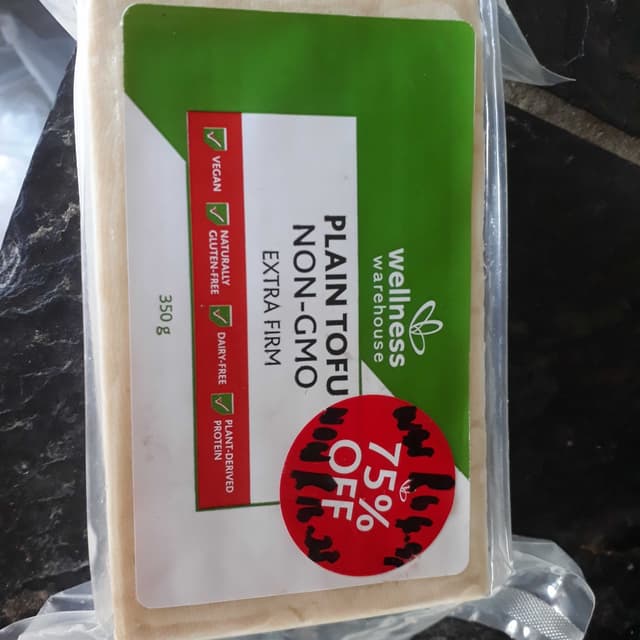 wellness
warehouse
PLAIN TOFU
NON-GMO
EXTRA FIRM
VEGAN
NATURALLY
GLUTEN-FREE
DAIRY-FREE
PLANT-DERIVED
PROTEIN
350 g
75%
OFF